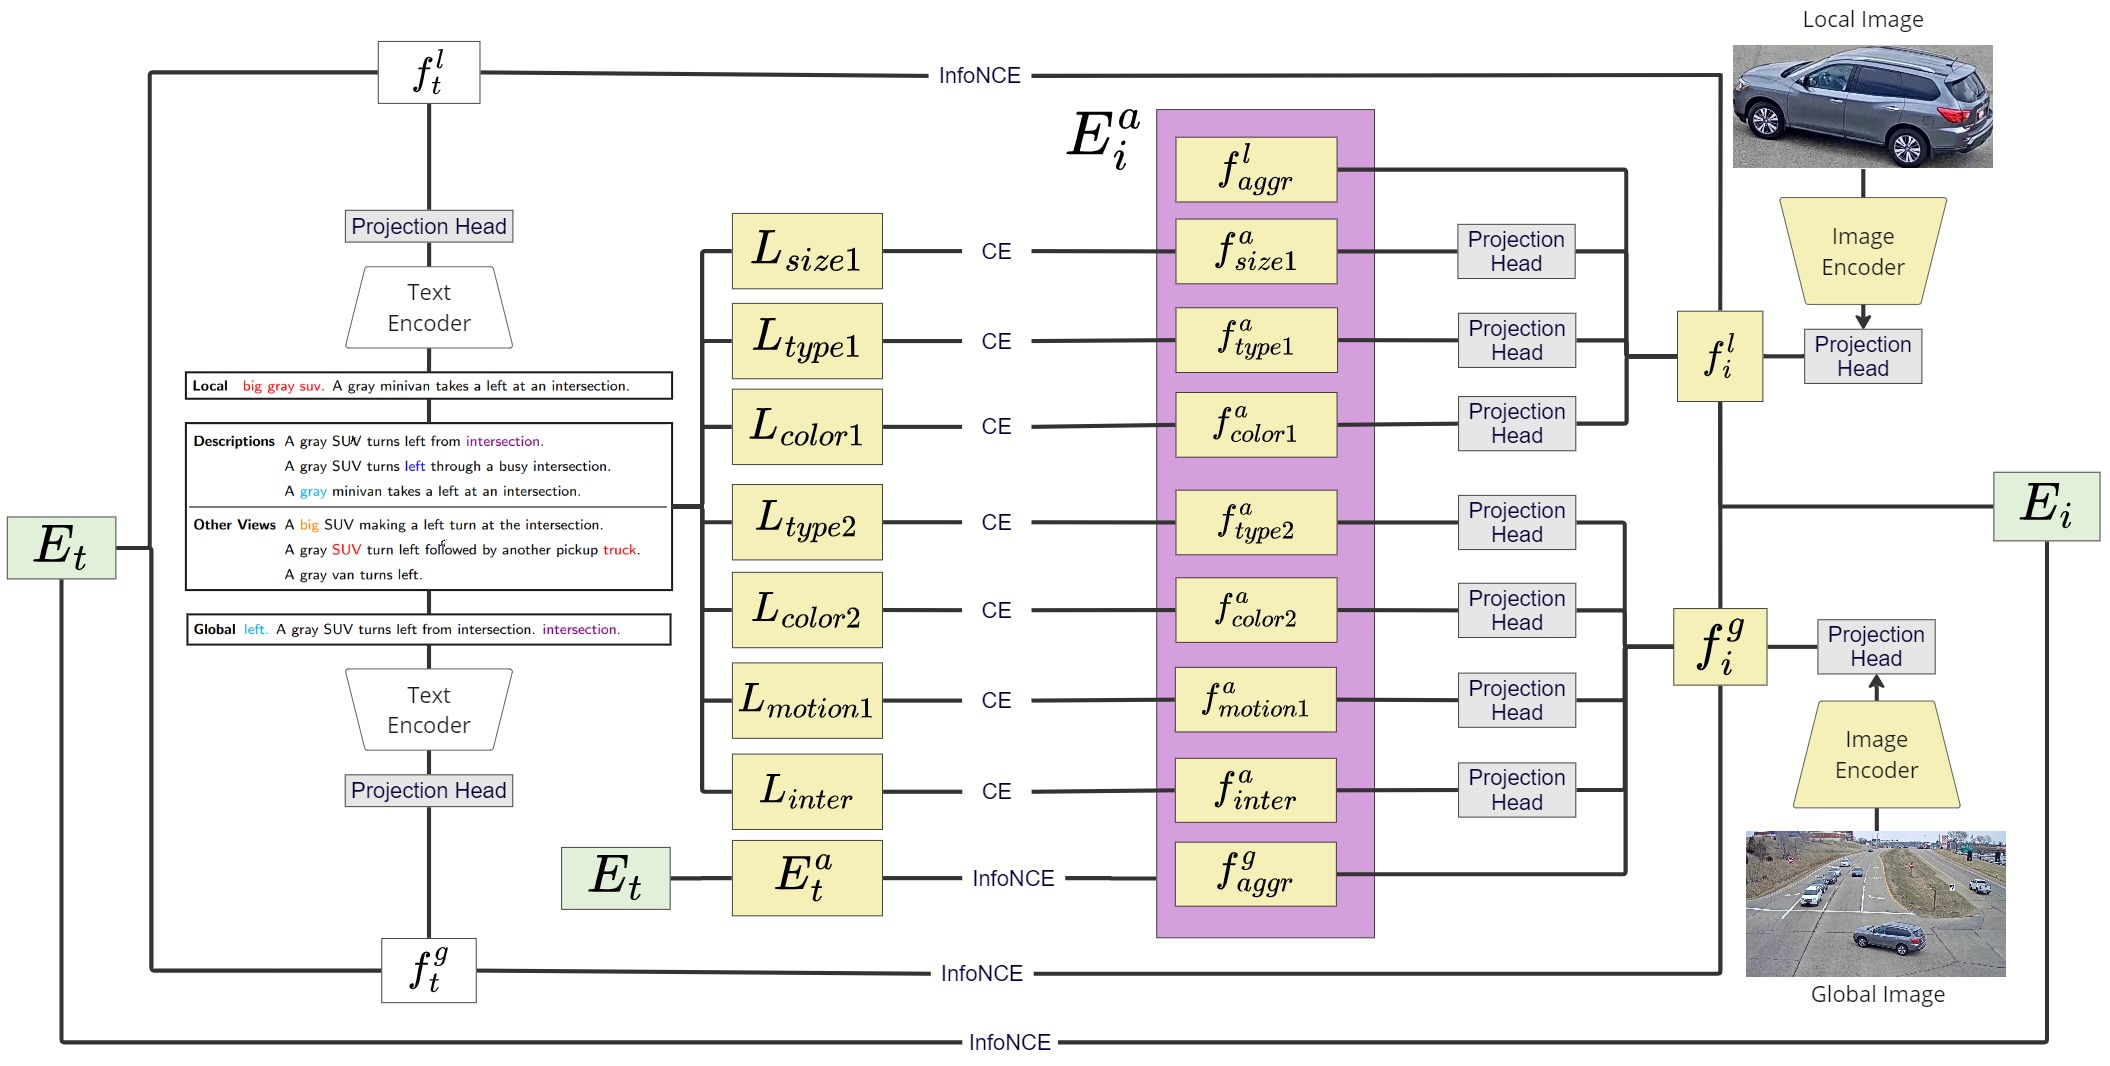 Local Image
f_t^l
InfoNCE
E_i^a
f_{aggr}^l
Projection Head
L_{size1}
CE
f_{size1}^a
Projection
Head
Image
Encoder
Text
Encoder
L_{type1}
CE
f_{type1}^a
Projection
Head
f_i^l
Projection
Head
Local big gray suv. A gray minivan takes a left at an intersection.
L_{color1}
CE
f_{color1}^a
Projection
Head
Descriptions A gray SUV turns left from intersection.
A gray SUV turns left through a busy intersection.
A gray minivan takes a left at an intersection.
Other Views A big SUV making a left turn at the intersection.
A gray SUV turn left followed by another pickup truck.
A gray van turns left.
L_{type2}
CE
f_{type2}^a
Projection
Head
E_i
E_t
L_{color2}
CE
f_{color2}^a
Projection
Head
Global left. A gray SUV turns left from intersection. intersection.
f_i^g
Projection
Head
Text
Encoder
L_{motion1}
CE
f_{motion1}^a
Projection
Head
Image
Encoder
Projection Head
L_{inter}
CE
f_{inter}^a
Projection
Head
E_t
E_t^a
InfoNCE
f_{aggr}^g
f_t^g
InfoNCE
Global Image
InfoNCE